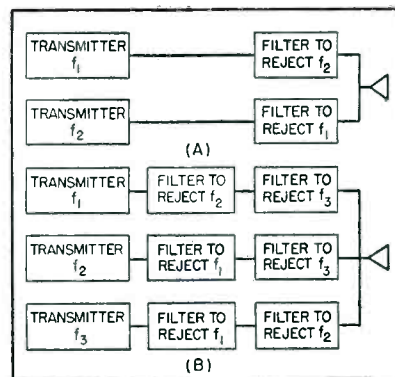 TRANSMITTER
f₁
FILTER TO
REJECT f₂
TRANSMITTER
f₂
FILTER TO
REJECT f₁
(A)
TRANSMITTER
f₁
FILTER TO
REJECT f₂
FILTER TO
REJECT f₃
TRANSMITTER
f₂
FILTER TO
REJECT f₁
FILTER TO
REJECT f₃
TRANSMITTER
f₃
FILTER TO
REJECT f₁
FILTER TO
REJECT f₂
(B)